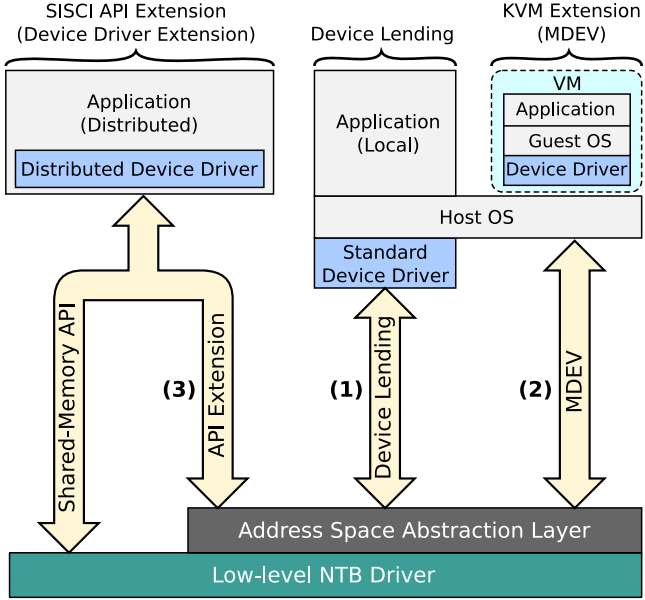 SISCI API Extension
(Device Driver Extension)
Device Lending
KVM Extension
(MDEV)
Application
(Distributed)
Distributed Device Driver
Application
(Local)
VM
Application
Guest OS
Device Driver
Host OS
Standard
Device Driver
Shared-Memory API
(3)
API Extension
(1)
Device Lending
(2)
MDEV
Address Space Abstraction Layer
Low-level NTB Driver